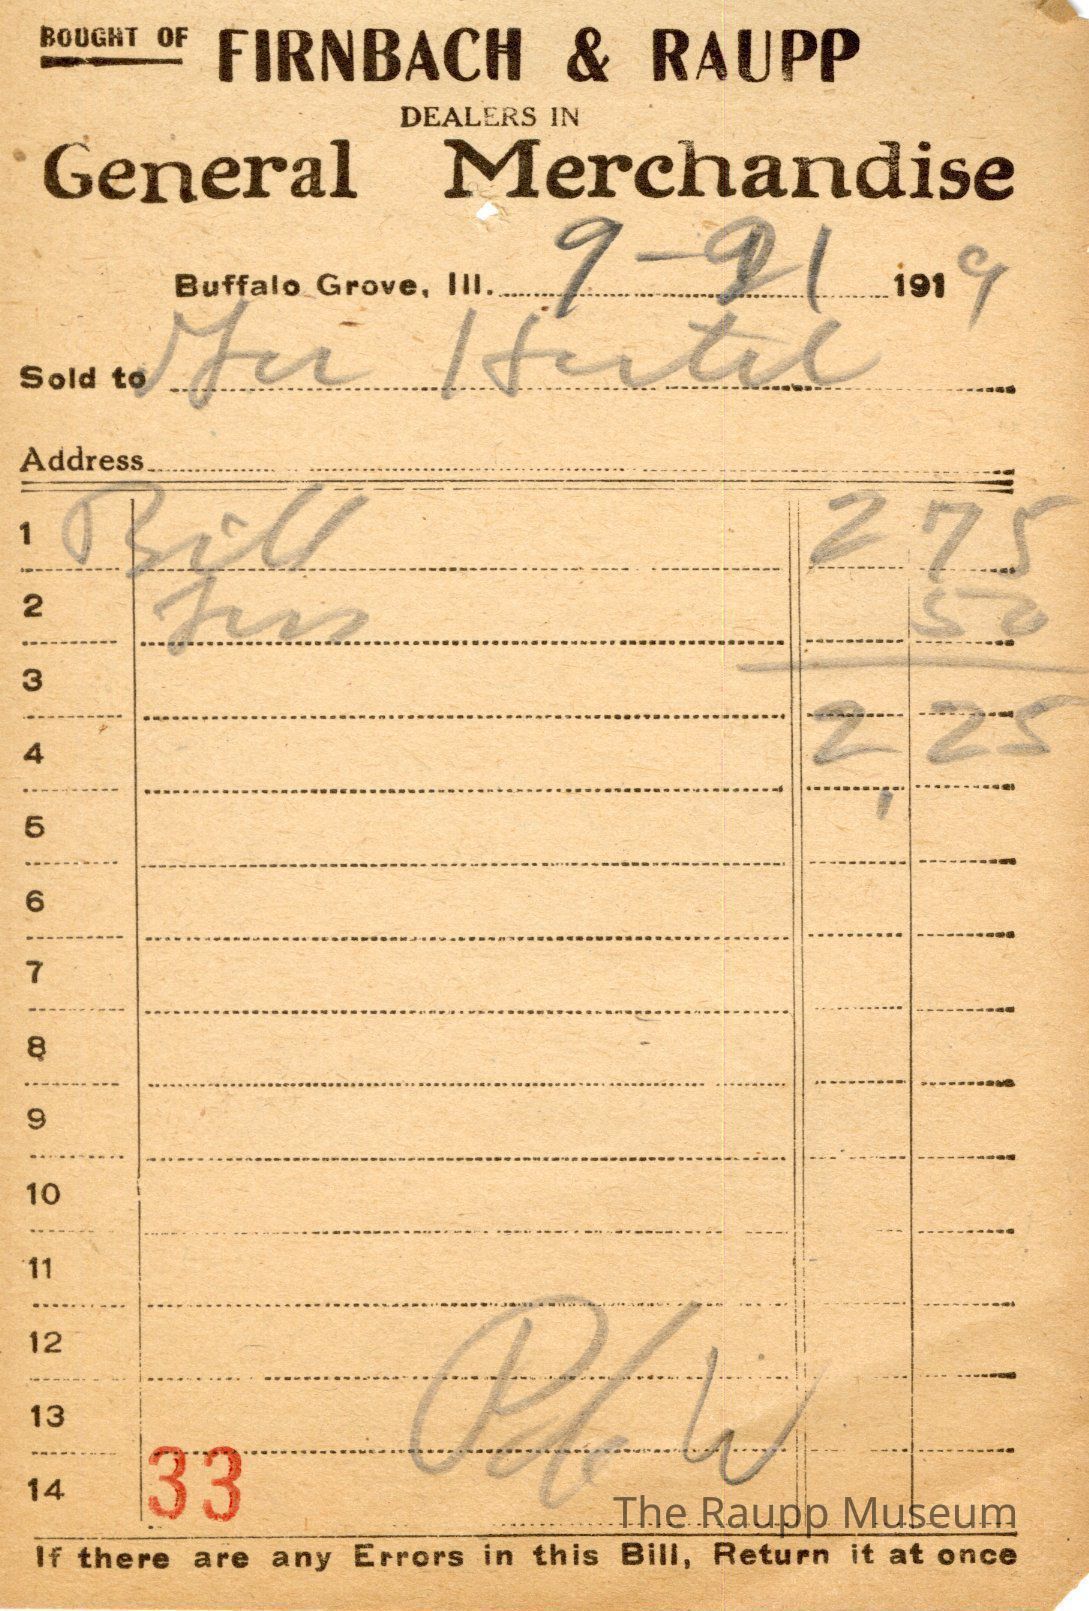 BOUGHT OF FIRNBACH & RAUPP
DEALERS IN
General Merchandise
Buffalo Grove, Ill. 9-21 1919
Sold to
Address
1 Bill 2 75
2 50
3
4 2 25
5
6
7
8
9
10
11
12
13
14 33
The Raupp Museum
If there are any Errors in this Bill, Return it at once